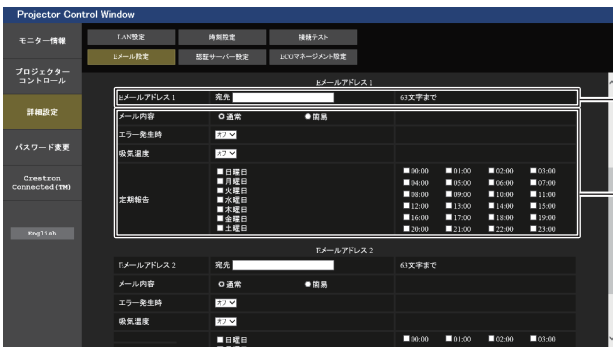 Projector Control Window
モニター情報
プロジェクター
コントロール
詳細設定
パスワード変更
Crestron
Connected(TM)
English
LAN設定 時刻設定 接続テスト
Eメール設定 認証サーバー設定 ECOマネージメント設定
Eメールアドレス1
Eメールアドレス1 宛先 63文字まで
メール内容 通常 簡易
エラー発生時 オフ
吸気温度 オフ
定期報告
日曜日
月曜日
火曜日
水曜日
木曜日
金曜日
土曜日
00:00 01:00 02:00 03:00
04:00 05:00 06:00 07:00
08:00 09:00 10:00 11:00
12:00 13:00 14:00 15:00
16:00 17:00 18:00 19:00
20:00 21:00 22:00 23:00
Eメールアドレス2
Eメールアドレス2 宛先 63文字まで
メール内容 通常 簡易
エラー発生時 オフ
吸気温度 オフ
日曜日 00:00 01:00 02:00 03:00